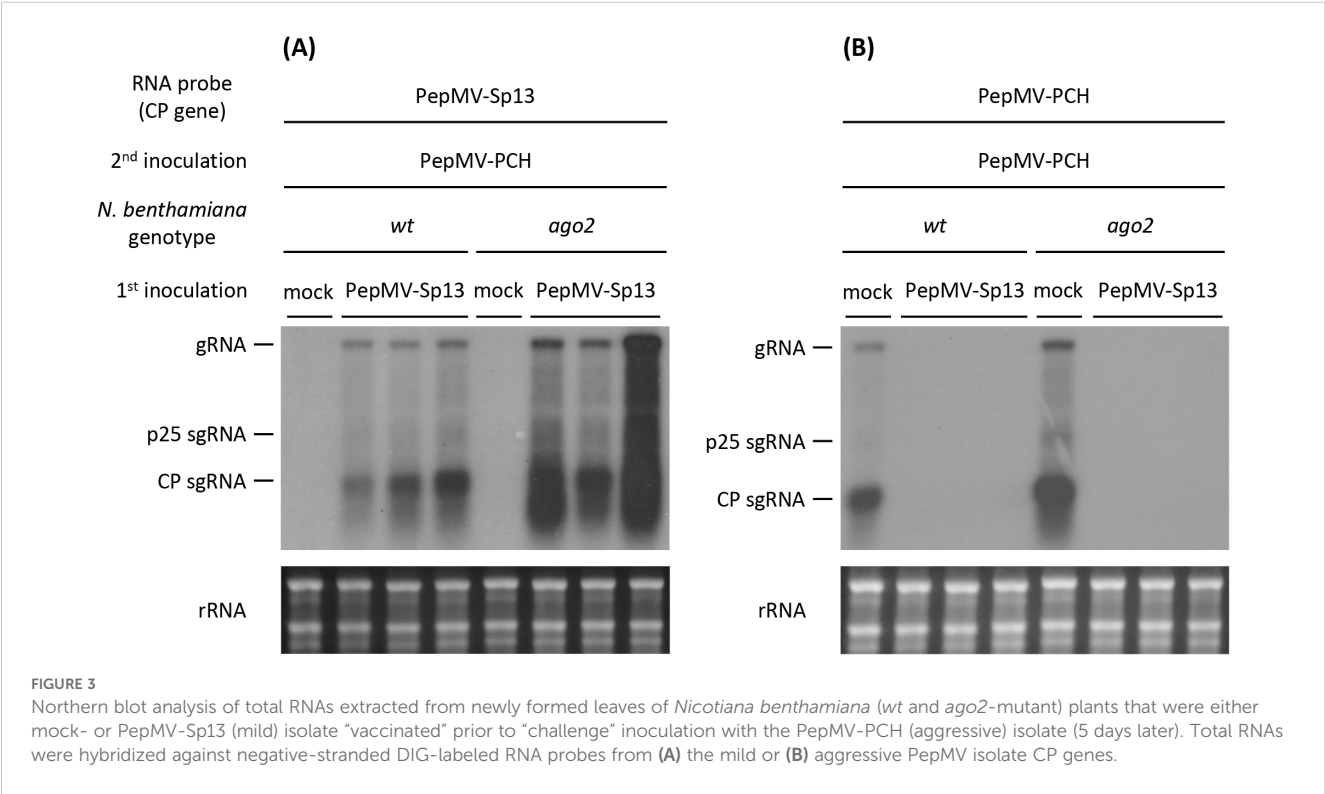 (A) (B)
RNA probe
(CP gene)
PepMV-Sp13 PepMV-PCH
2nd inoculation PepMV-PCH PepMV-PCH
N. benthamiana
genotype
wt ago2 wt ago2
1st inoculation mock PepMV-Sp13 mock PepMV-Sp13 mock PepMV-Sp13 mock PepMV-Sp13
gRNA gRNA
p25 sgRNA p25 sgRNA
CP sgRNA CP sgRNA
rRNA rRNA
FIGURE 3
Northern blot analysis of total RNAs extracted from newly formed leaves of Nicotiana benthamiana (wt and ago2-mutant) plants that were either
mock- or PepMV-Sp13 (mild) isolate “vaccinated” prior to “challenge” inoculation with the PepMV-PCH (aggressive) isolate (5 days later). Total RNAs
were hybridized against negative-stranded DIG-labeled RNA probes from (A) the mild or (B) aggressive PepMV isolate CP genes.